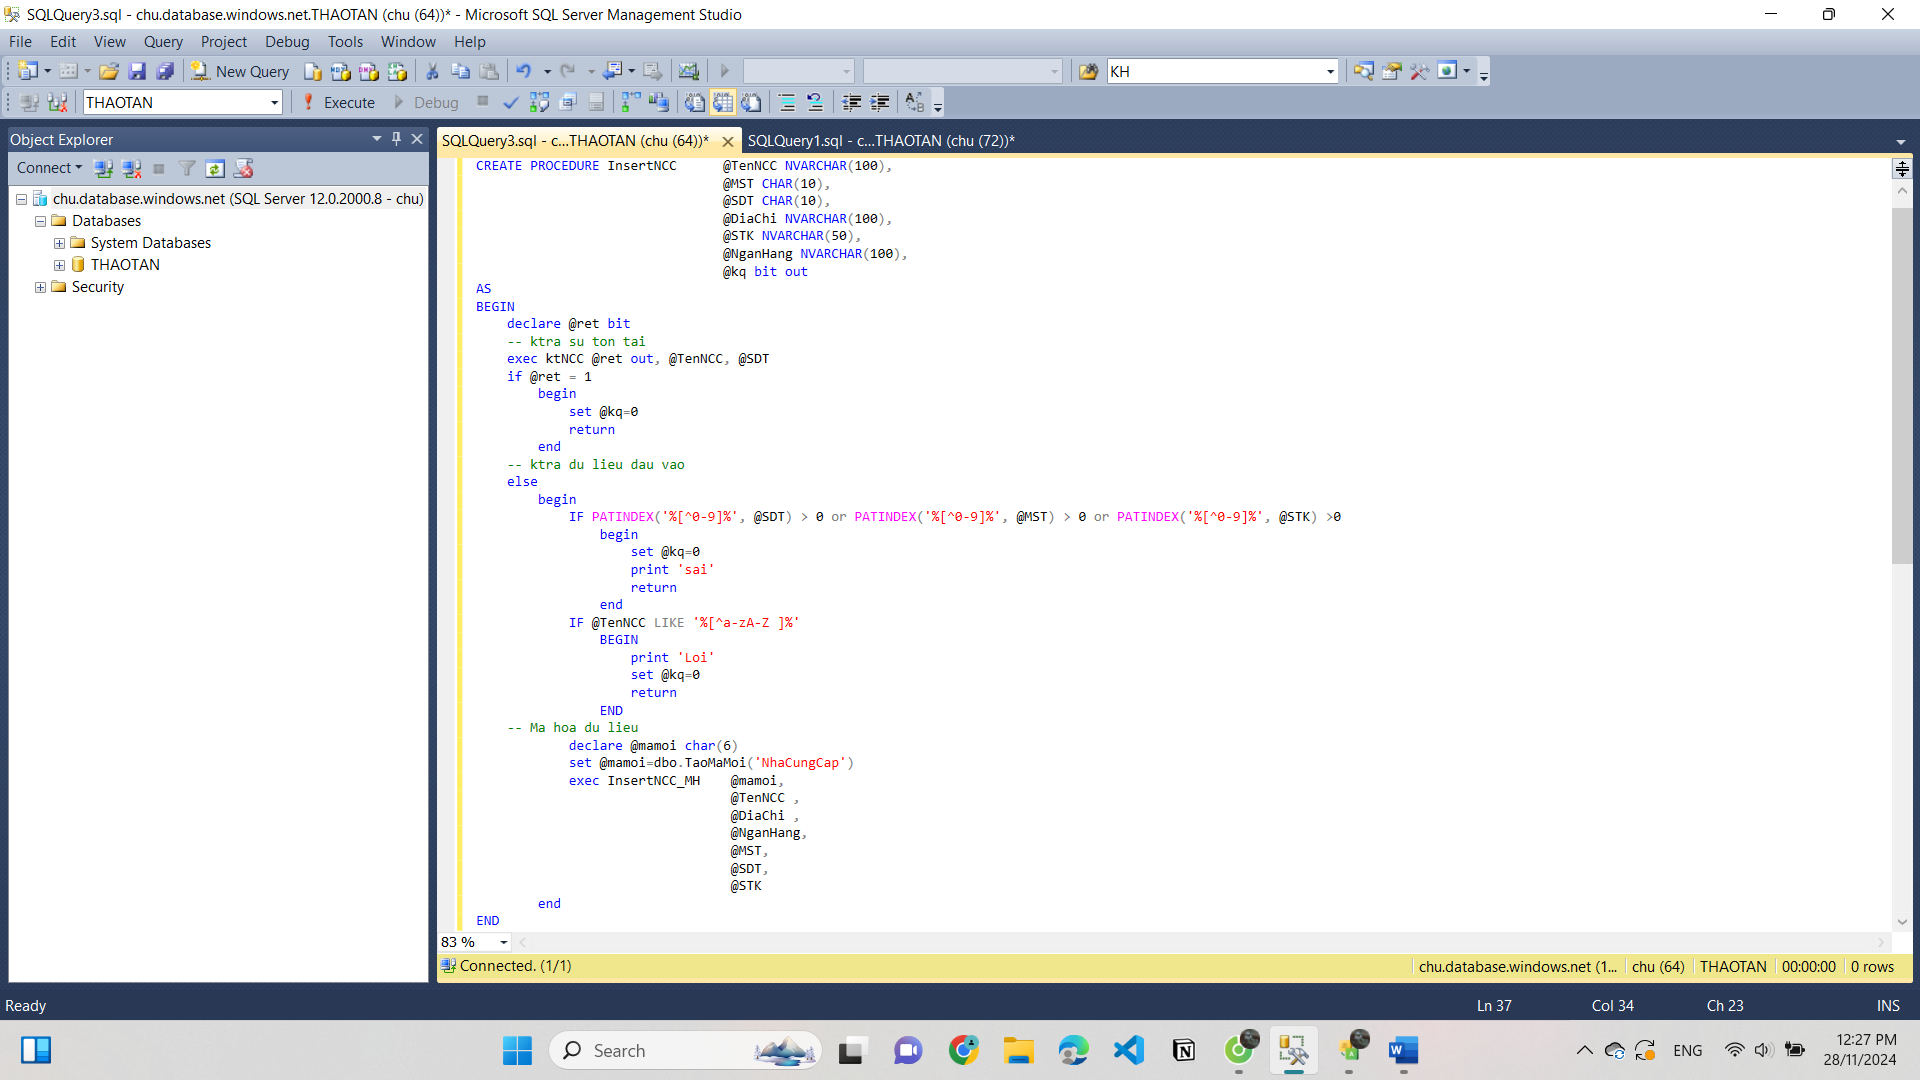 SQLQuery3.sql - chu.database.windows.net.THAOTAN (chu (64))* - Microsoft SQL Server Management Studio
File Edit View Query Project Debug Tools Window Help
New Query KH
THAOTAN Execute Debug
Object Explorer
Connect
chu.database.windows.net (SQL Server 12.0.2000.8 - chu)
Databases
System Databases
THAOTAN
Security
SQLQuery3.sql - c...THAOTAN (chu (64))* SQLQuery1.sql - c...THAOTAN (chu (72))*
CREATE PROCEDURE InsertNCC @TenNCC NVARCHAR(100),
@MST CHAR(10),
@SDT CHAR(10),
@DiaChi NVARCHAR(100),
@STK NVARCHAR(50),
@NganHang NVARCHAR(100),
@kq bit out
AS
BEGIN
declare @ret bit
-- ktra su ton tai
exec ktNCC @ret out, @TenNCC, @SDT
if @ret = 1
begin
set @kq=0
return
end
-- ktra du lieu dau vao
else
begin
IF PATINDEX('%[^0-9]%', @SDT) > 0 or PATINDEX('%[^0-9]%', @MST) > 0 or PATINDEX('%[^0-9]%', @STK) >0
begin
set @kq=0
print 'sai'
return
end
IF @TenNCC LIKE '%[^a-zA-Z ]%'
BEGIN
print 'Loi'
set @kq=0
return
END
-- Ma hoa du lieu
declare @mamoi char(6)
set @mamoi=dbo.TaoMaMoi('NhaCungCap')
exec InsertNCC_MH @mamoi,
@TenNCC ,
@DiaChi ,
@NganHang,
@MST,
@SDT,
@STK
end
END
83 %
Connected. (1/1) chu.database.windows.net (1... chu (64) THAOTAN 00:00:00 0 rows
Ready Ln 37 Col 34 Ch 23 INS
Search ENG 12:27 PM
28/11/2024